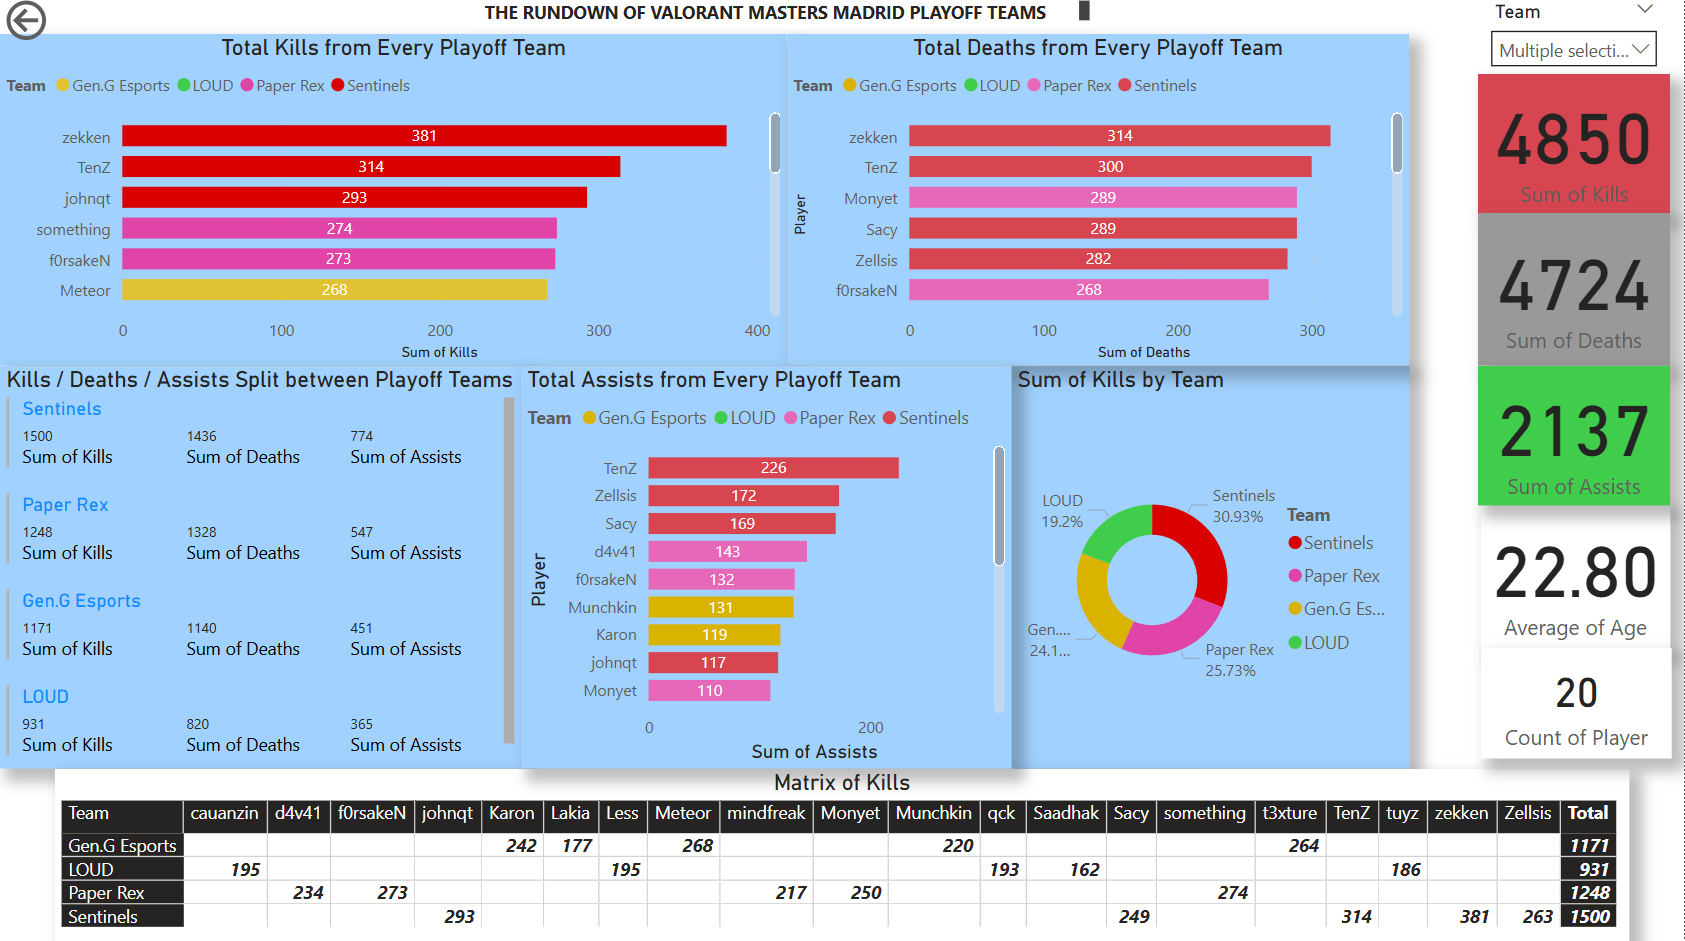 THE RUNDOWN OF VALORANT MASTERS MADRID PLAYOFF TEAMS
Team
Multiple selecti...
Total Kills from Every Playoff Team
Team Gen.G Esports LOUD Paper Rex Sentinels
zekken 381
TenZ 314
johnqt 293
something 274
f0rsakeN 273
Meteor 268
0 100 200 300 400
Sum of Kills
Total Deaths from Every Playoff Team
Team Gen.G Esports LOUD Paper Rex Sentinels
Player
zekken 314
TenZ 300
Monyet 289
Sacy 289
Zellsis 282
f0rsakeN 268
0 100 200 300
Sum of Deaths
4850
Sum of Kills
4724
Sum of Deaths
2137
Sum of Assists
22.80
Average of Age
20
Count of Player
Kills / Deaths / Assists Split between Playoff Teams
Sentinels
1500 1436 774
Sum of Kills Sum of Deaths Sum of Assists
Paper Rex
1248 1328 547
Sum of Kills Sum of Deaths Sum of Assists
Gen.G Esports
1171 1140 451
Sum of Kills Sum of Deaths Sum of Assists
LOUD
931 820 365
Sum of Kills Sum of Deaths Sum of Assists
Total Assists from Every Playoff Team
Team Gen.G Esports LOUD Paper Rex Sentinels
Player
TenZ 226
Zellsis 172
Sacy 169
d4v41 143
f0rsakeN 132
Munchkin 131
Karon 119
johnqt 117
Monyet 110
0 200
Sum of Assists
Sum of Kills by Team
LOUD
19.2%
Sentinels
30.93%
Gen....
24.1...
Paper Rex
25.73%
Team
Sentinels
Paper Rex
Gen.G Es...
LOUD
Matrix of Kills
Team cauanzin d4v41 f0rsakeN johnqt Karon Lakia Less Meteor mindfreak Monyet Munchkin qck Saadhak Sacy something t3xture TenZ tuyz zekken Zellsis Total
Gen.G Esports 242 177 268 220 264 1171
LOUD 195 195 193 162 186 931
Paper Rex 234 273 217 250 274 1248
Sentinels 293 249 314 381 263 1500